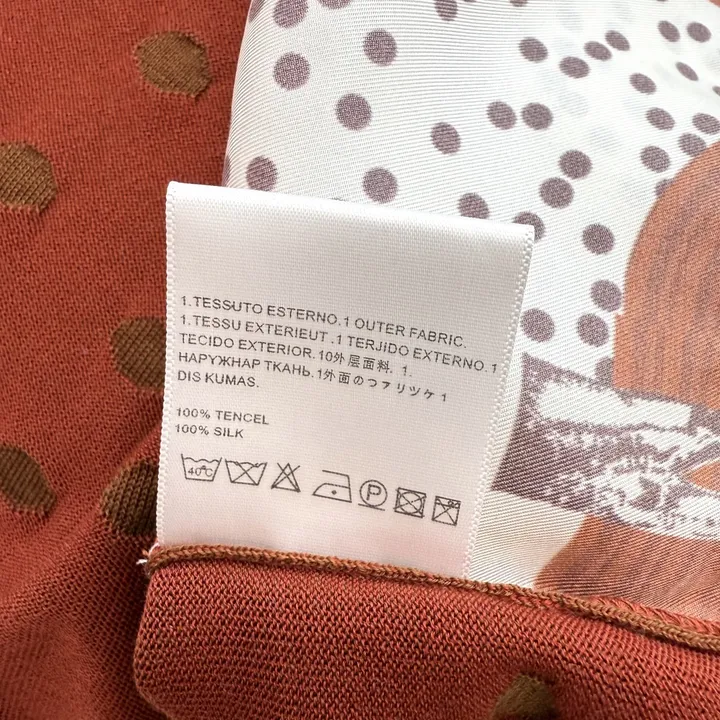 1.TESSUTO ESTERNO.1 OUTER FABRIC.
1.TESSU EXTERIEUT .1 TERJIDO EXTERNO.1
TECIDO EXTERIOR. 10外层面料. 1.
НАРУЖНАР ТКАНЬ.1外面のつァリツケ 1
DIS KUMAS.
100% TENCEL
100% SILK
40°C
P